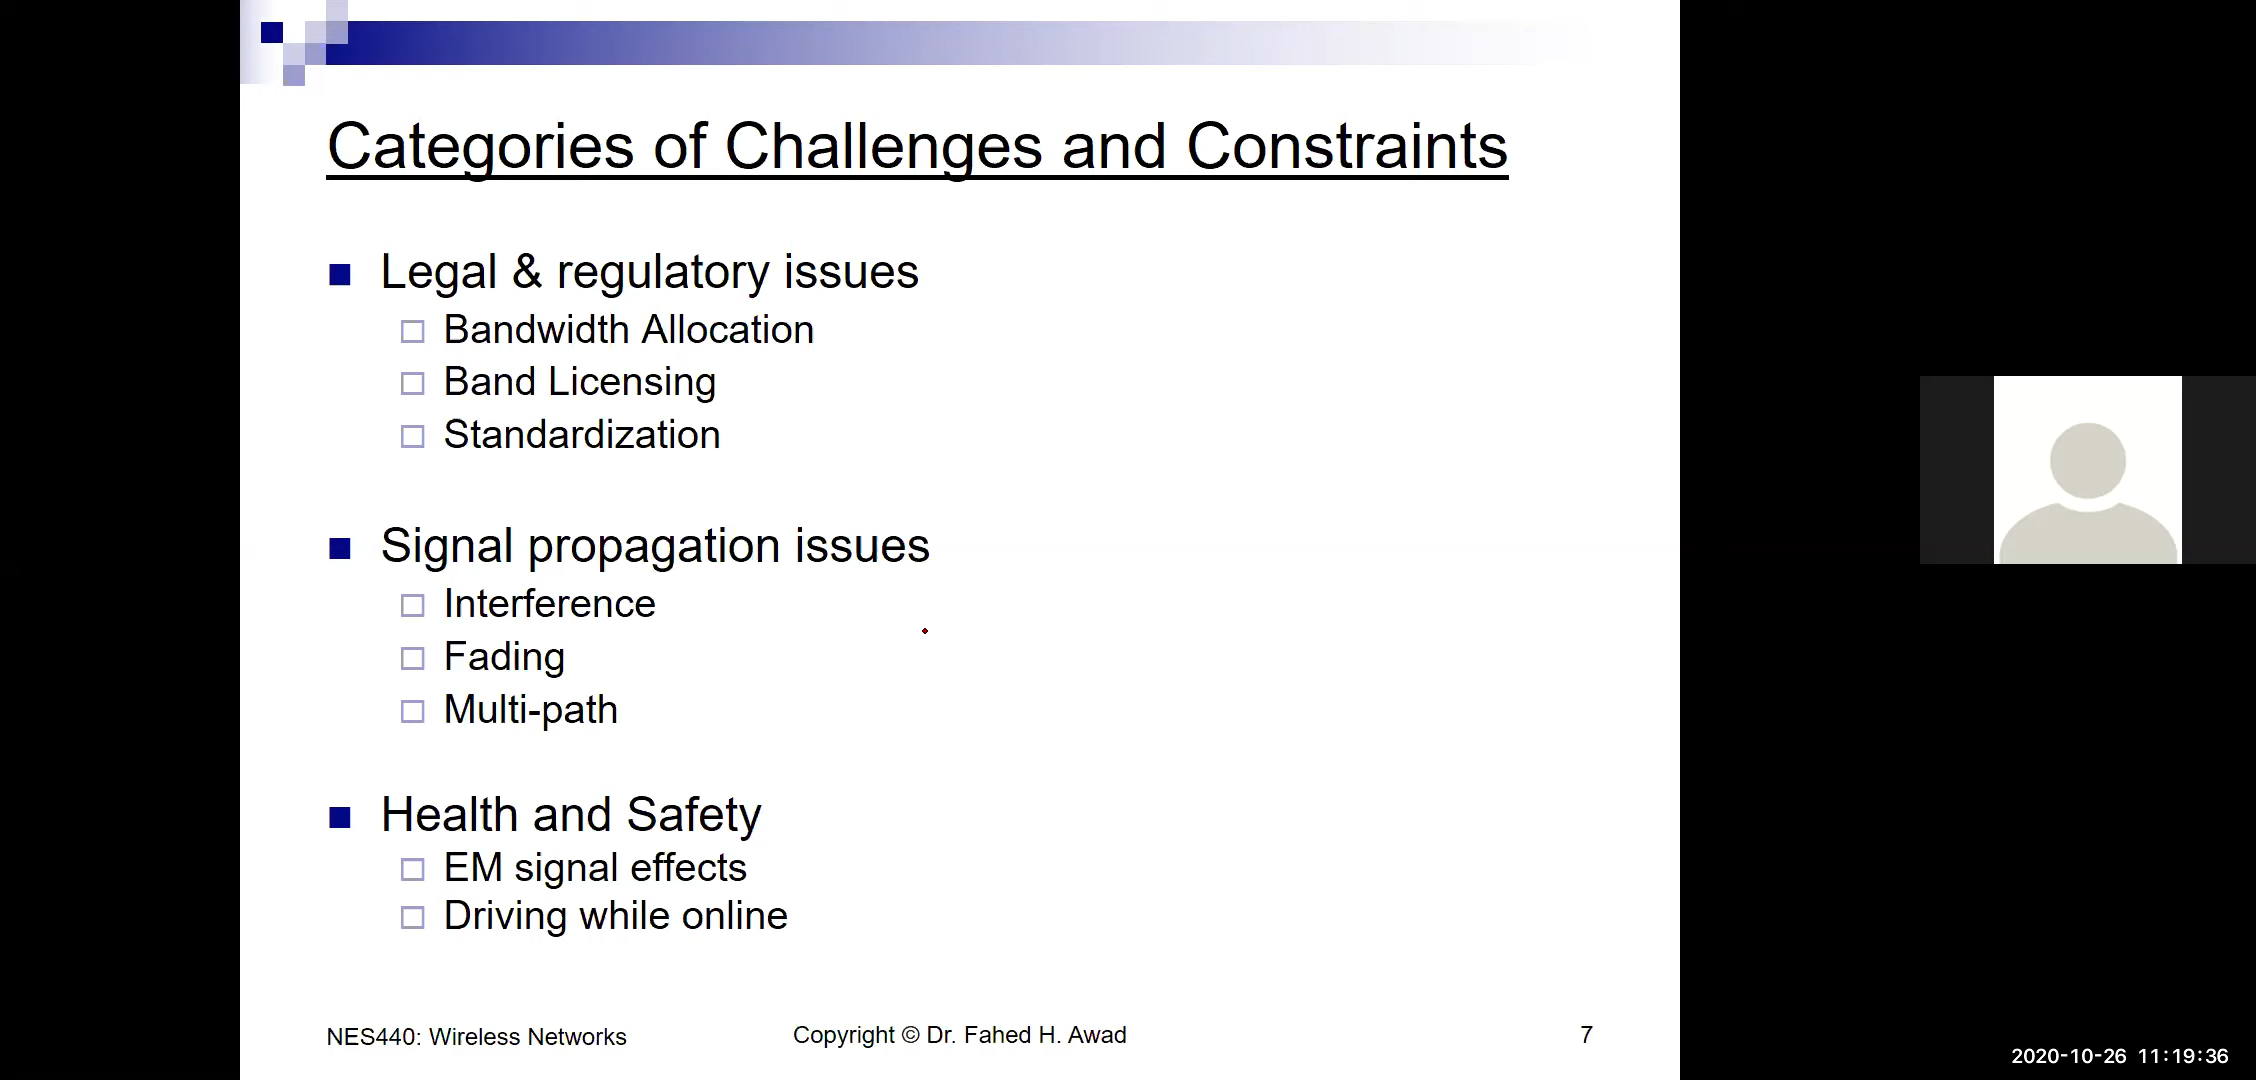 Categories of Challenges and Constraints
Legal & regulatory issues
Bandwidth Allocation
Band Licensing
Standardization
Signal propagation issues
Interference
Fading
Multi-path
Health and Safety
EM signal effects
Driving while online
NES440: Wireless Networks
Copyright © Dr. Fahed H. Awad
7
2020-10-26 11:19:36